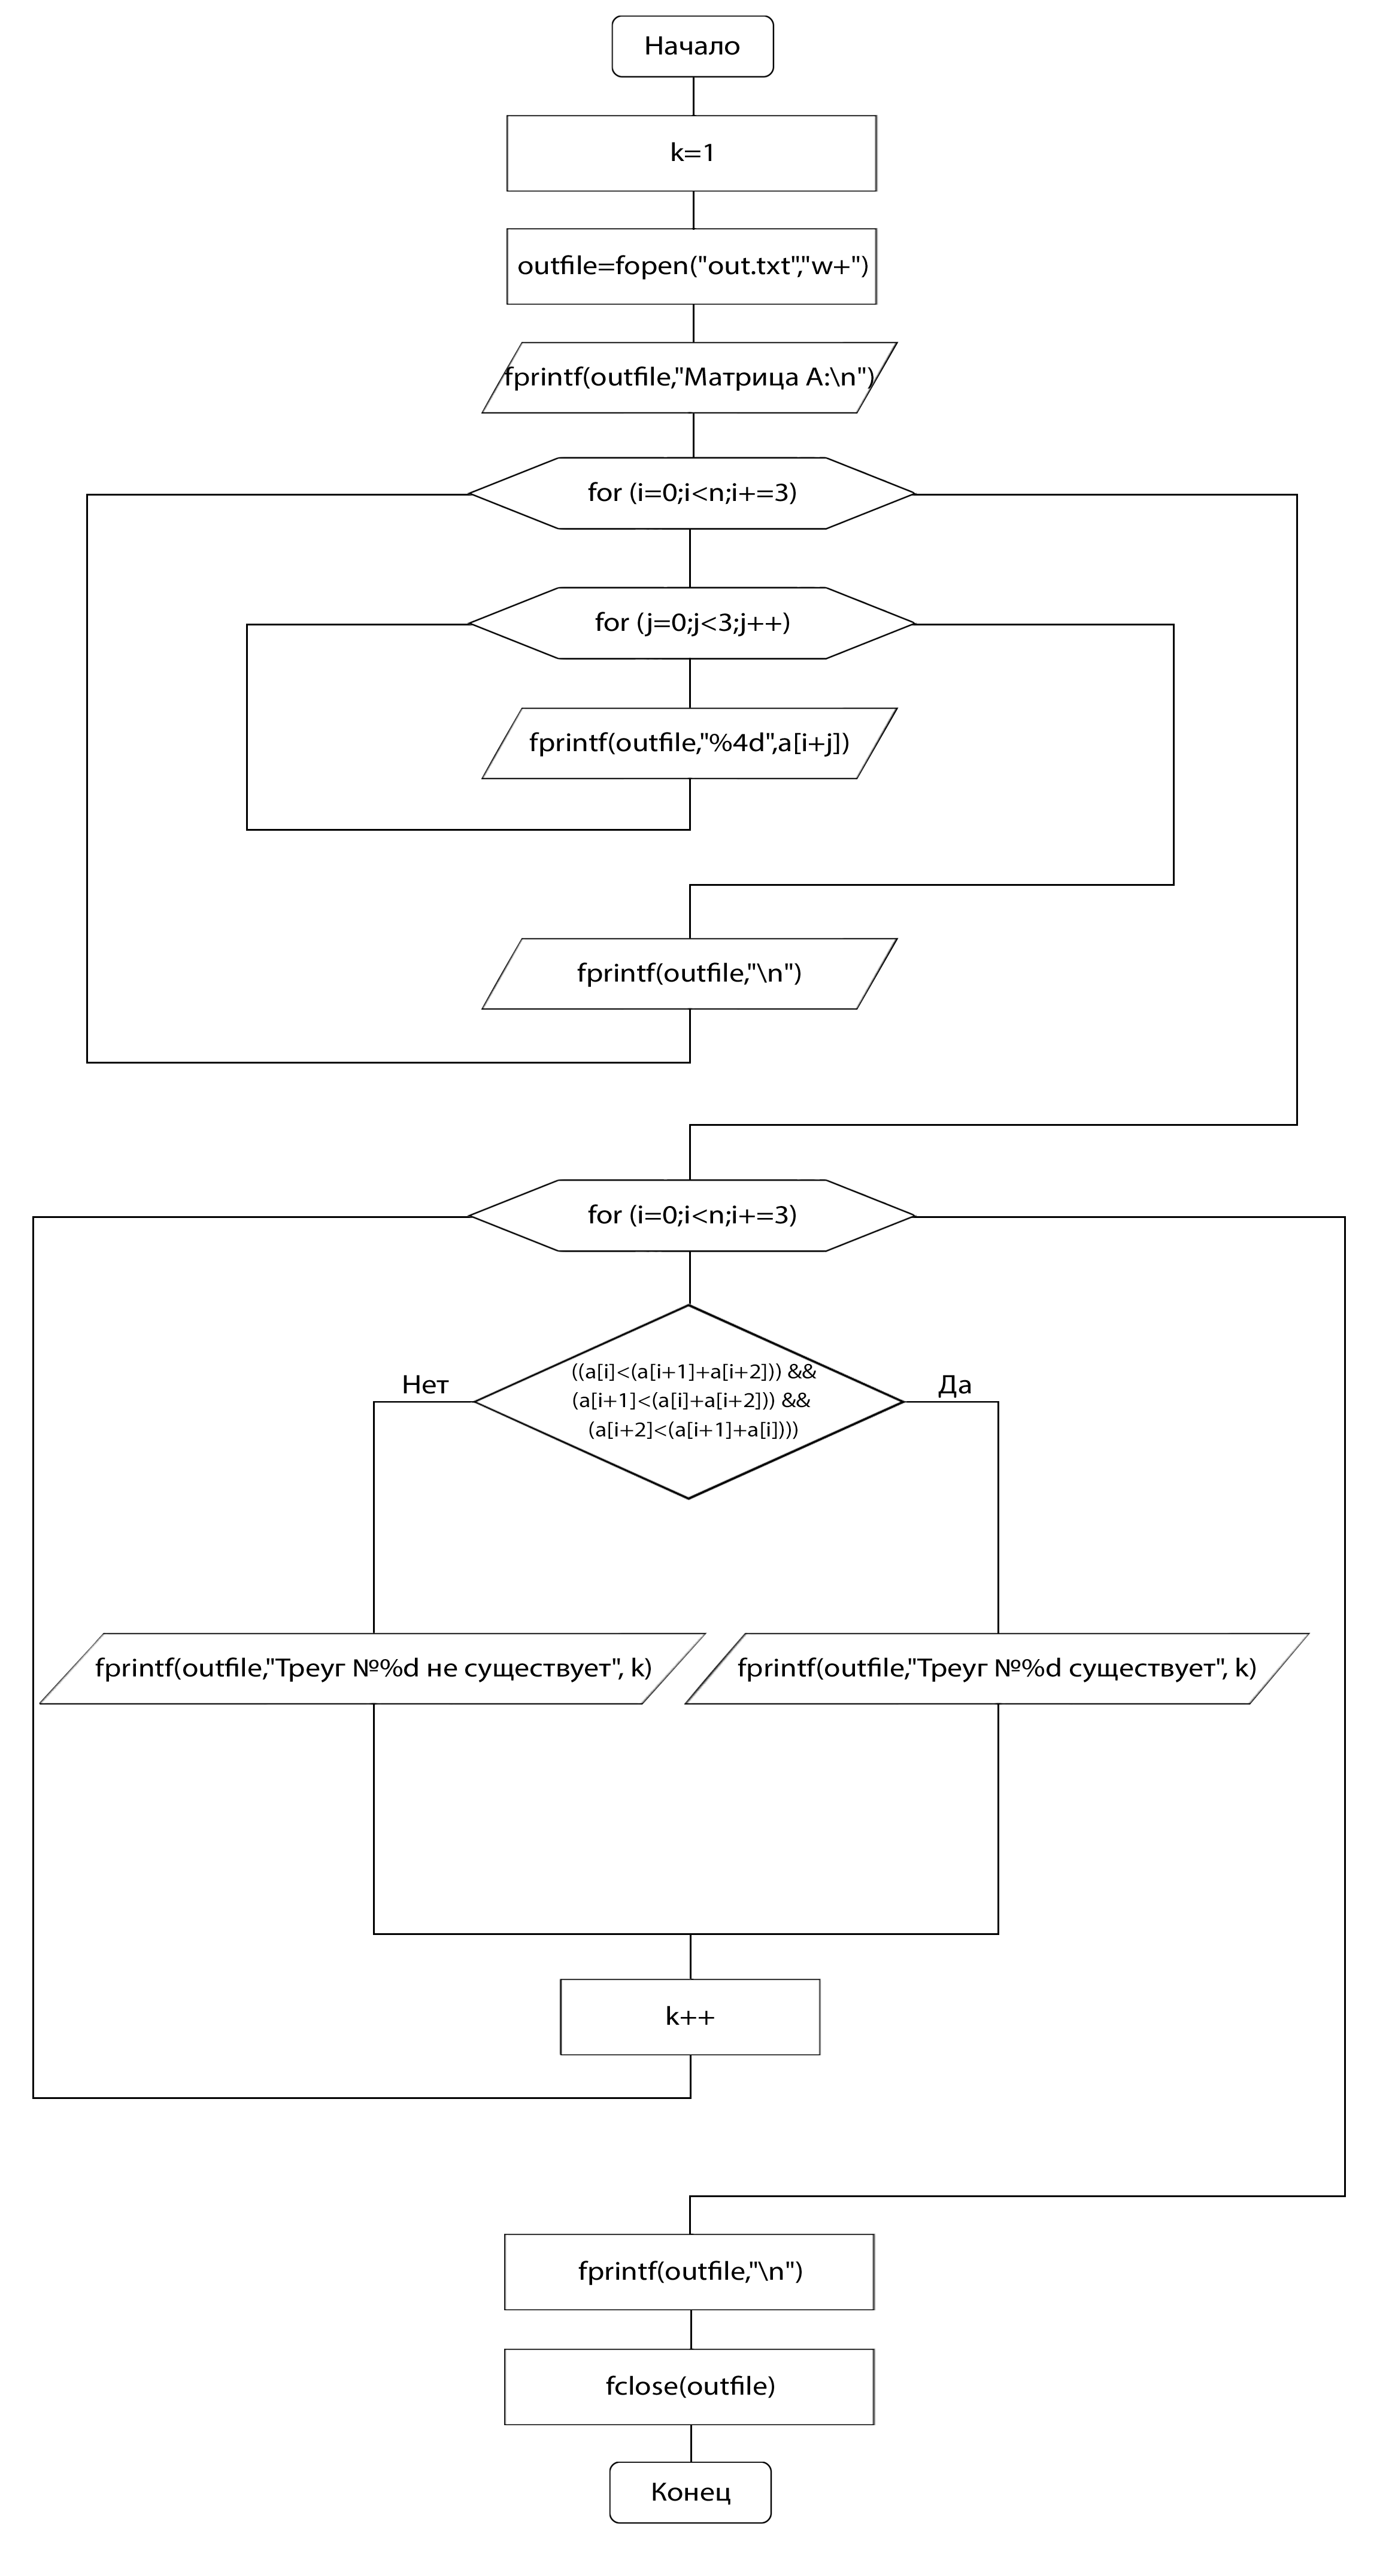 Начало
k=1
outfile=fopen("out.txt","w+")
fprintf(outfile,"Матрица А:\n")
for (i=0;i<n;i+=3)
for (j=0;j<3;j++)
fprintf(outfile,"%4d",a[i+j])
fprintf(outfile,"\n")
for (i=0;i<n;i+=3)
((a[i]<(a[i+1]+a[i+2])) &&
(a[i+1]<(a[i]+a[i+2])) &&
(a[i+2]<(a[i+1]+a[i])))
Нет
Да
fprintf(outfile,"Треуг №%d не существует", k)
fprintf(outfile,"Треуг №%d существует", k)
k++
fprintf(outfile,"\n")
fclose(outfile)
Конец